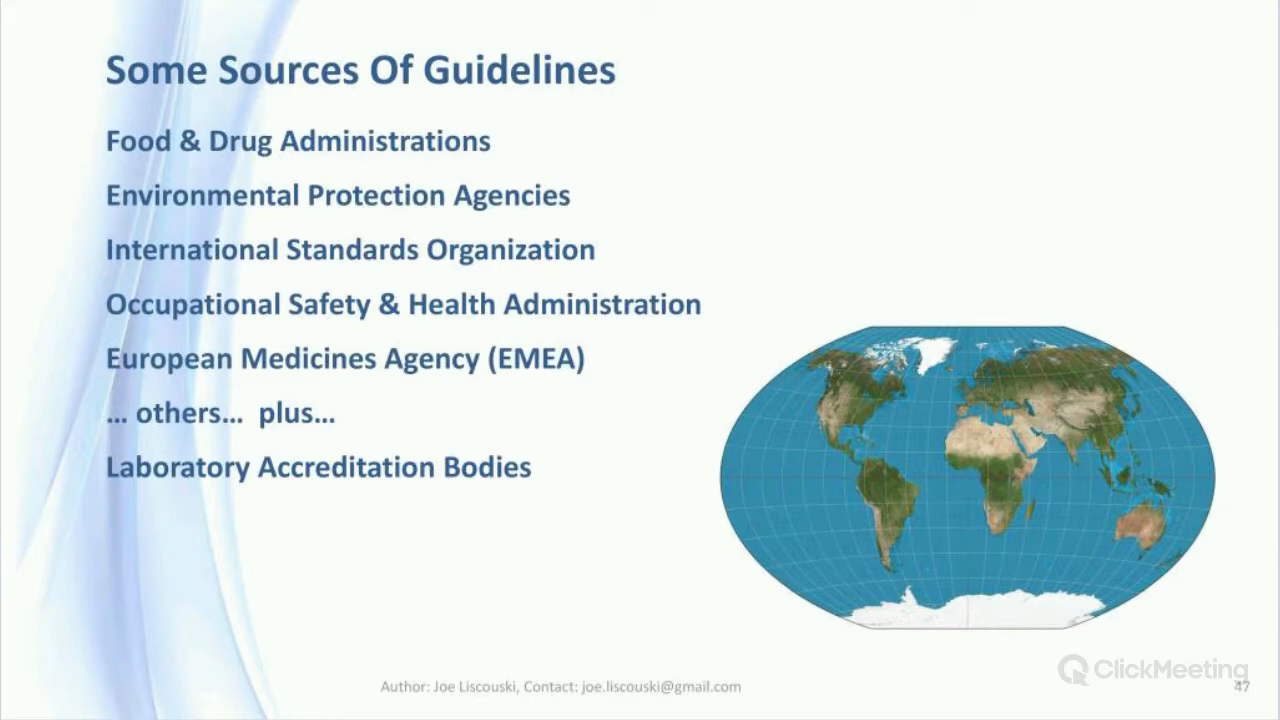 Some Sources Of Guidelines
Food & Drug Administrations
Environmental Protection Agencies
International Standards Organization
Occupational Safety & Health Administration
European Medicines Agency (EMEA)
… others… plus…
Laboratory Accreditation Bodies
ClickMeeting
Author: Joe Liscouski, Contact: joe.liscouski@gmail.com
47